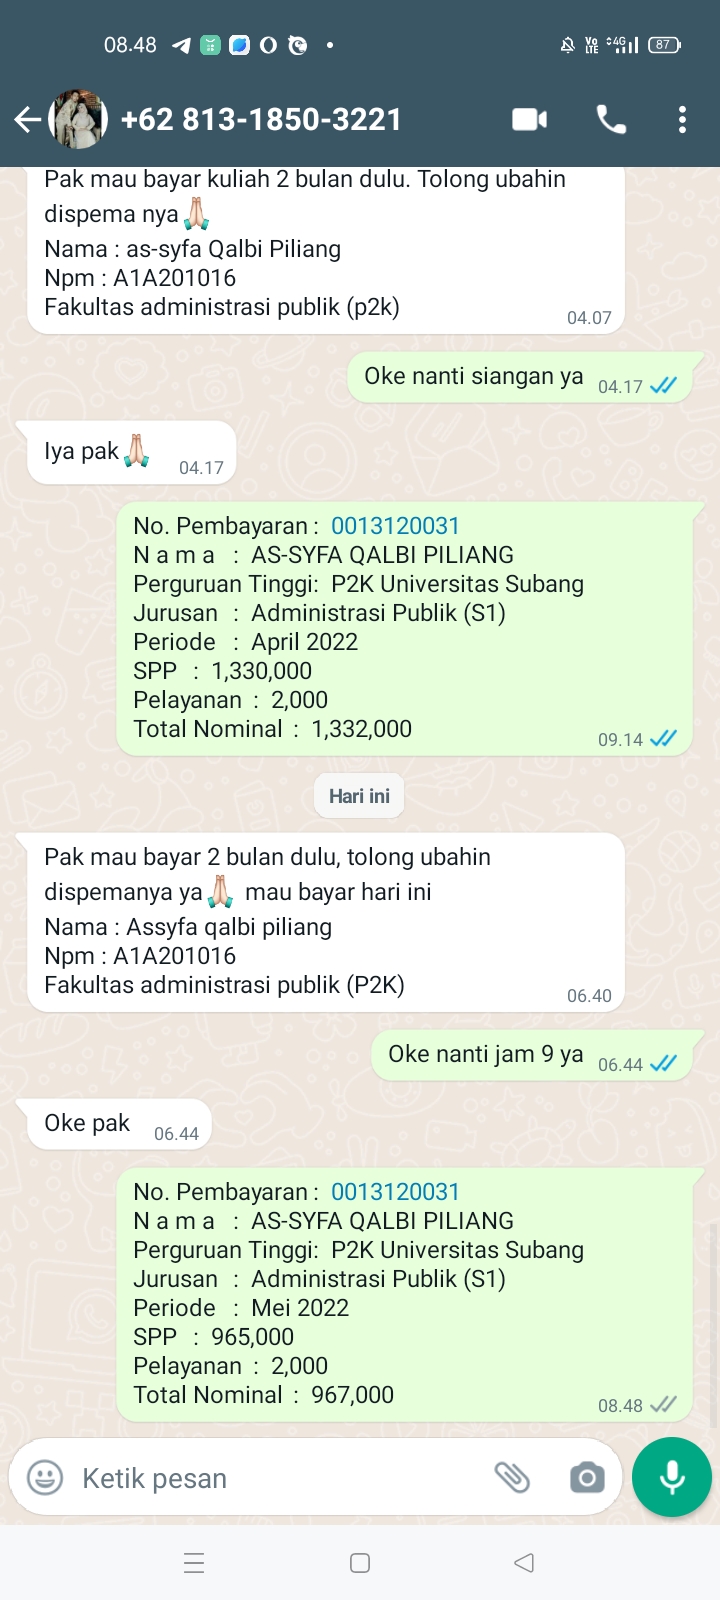 08.48
VO LTE 4G 87
+62 813-1850-3221
Pak mau bayar kuliah 2 bulan dulu. Tolong ubahin
dispema nya🙏🏻
Nama : as-syfa Qalbi Piliang
Npm : A1A201016
Fakultas administrasi publik (p2k)
04.07
Oke nanti siangan ya 04.17
Iya pak🙏🏻 04.17
No. Pembayaran : 0013120031
N a m a : AS-SYFA QALBI PILIANG
Perguruan Tinggi: P2K Universitas Subang
Jurusan : Administrasi Publik (S1)
Periode : April 2022
SPP : 1,330,000
Pelayanan : 2,000
Total Nominal : 1,332,000
09.14
Hari ini
Pak mau bayar 2 bulan dulu, tolong ubahin
dispemanya ya🙏🏻 mau bayar hari ini
Nama : Assyfa qalbi piliang
Npm : A1A201016
Fakultas administrasi publik (P2K)
06.40
Oke nanti jam 9 ya 06.44
Oke pak 06.44
No. Pembayaran : 0013120031
N a m a : AS-SYFA QALBI PILIANG
Perguruan Tinggi: P2K Universitas Subang
Jurusan : Administrasi Publik (S1)
Periode : Mei 2022
SPP : 965,000
Pelayanan : 2,000
Total Nominal : 967,000
08.48
Ketik pesan